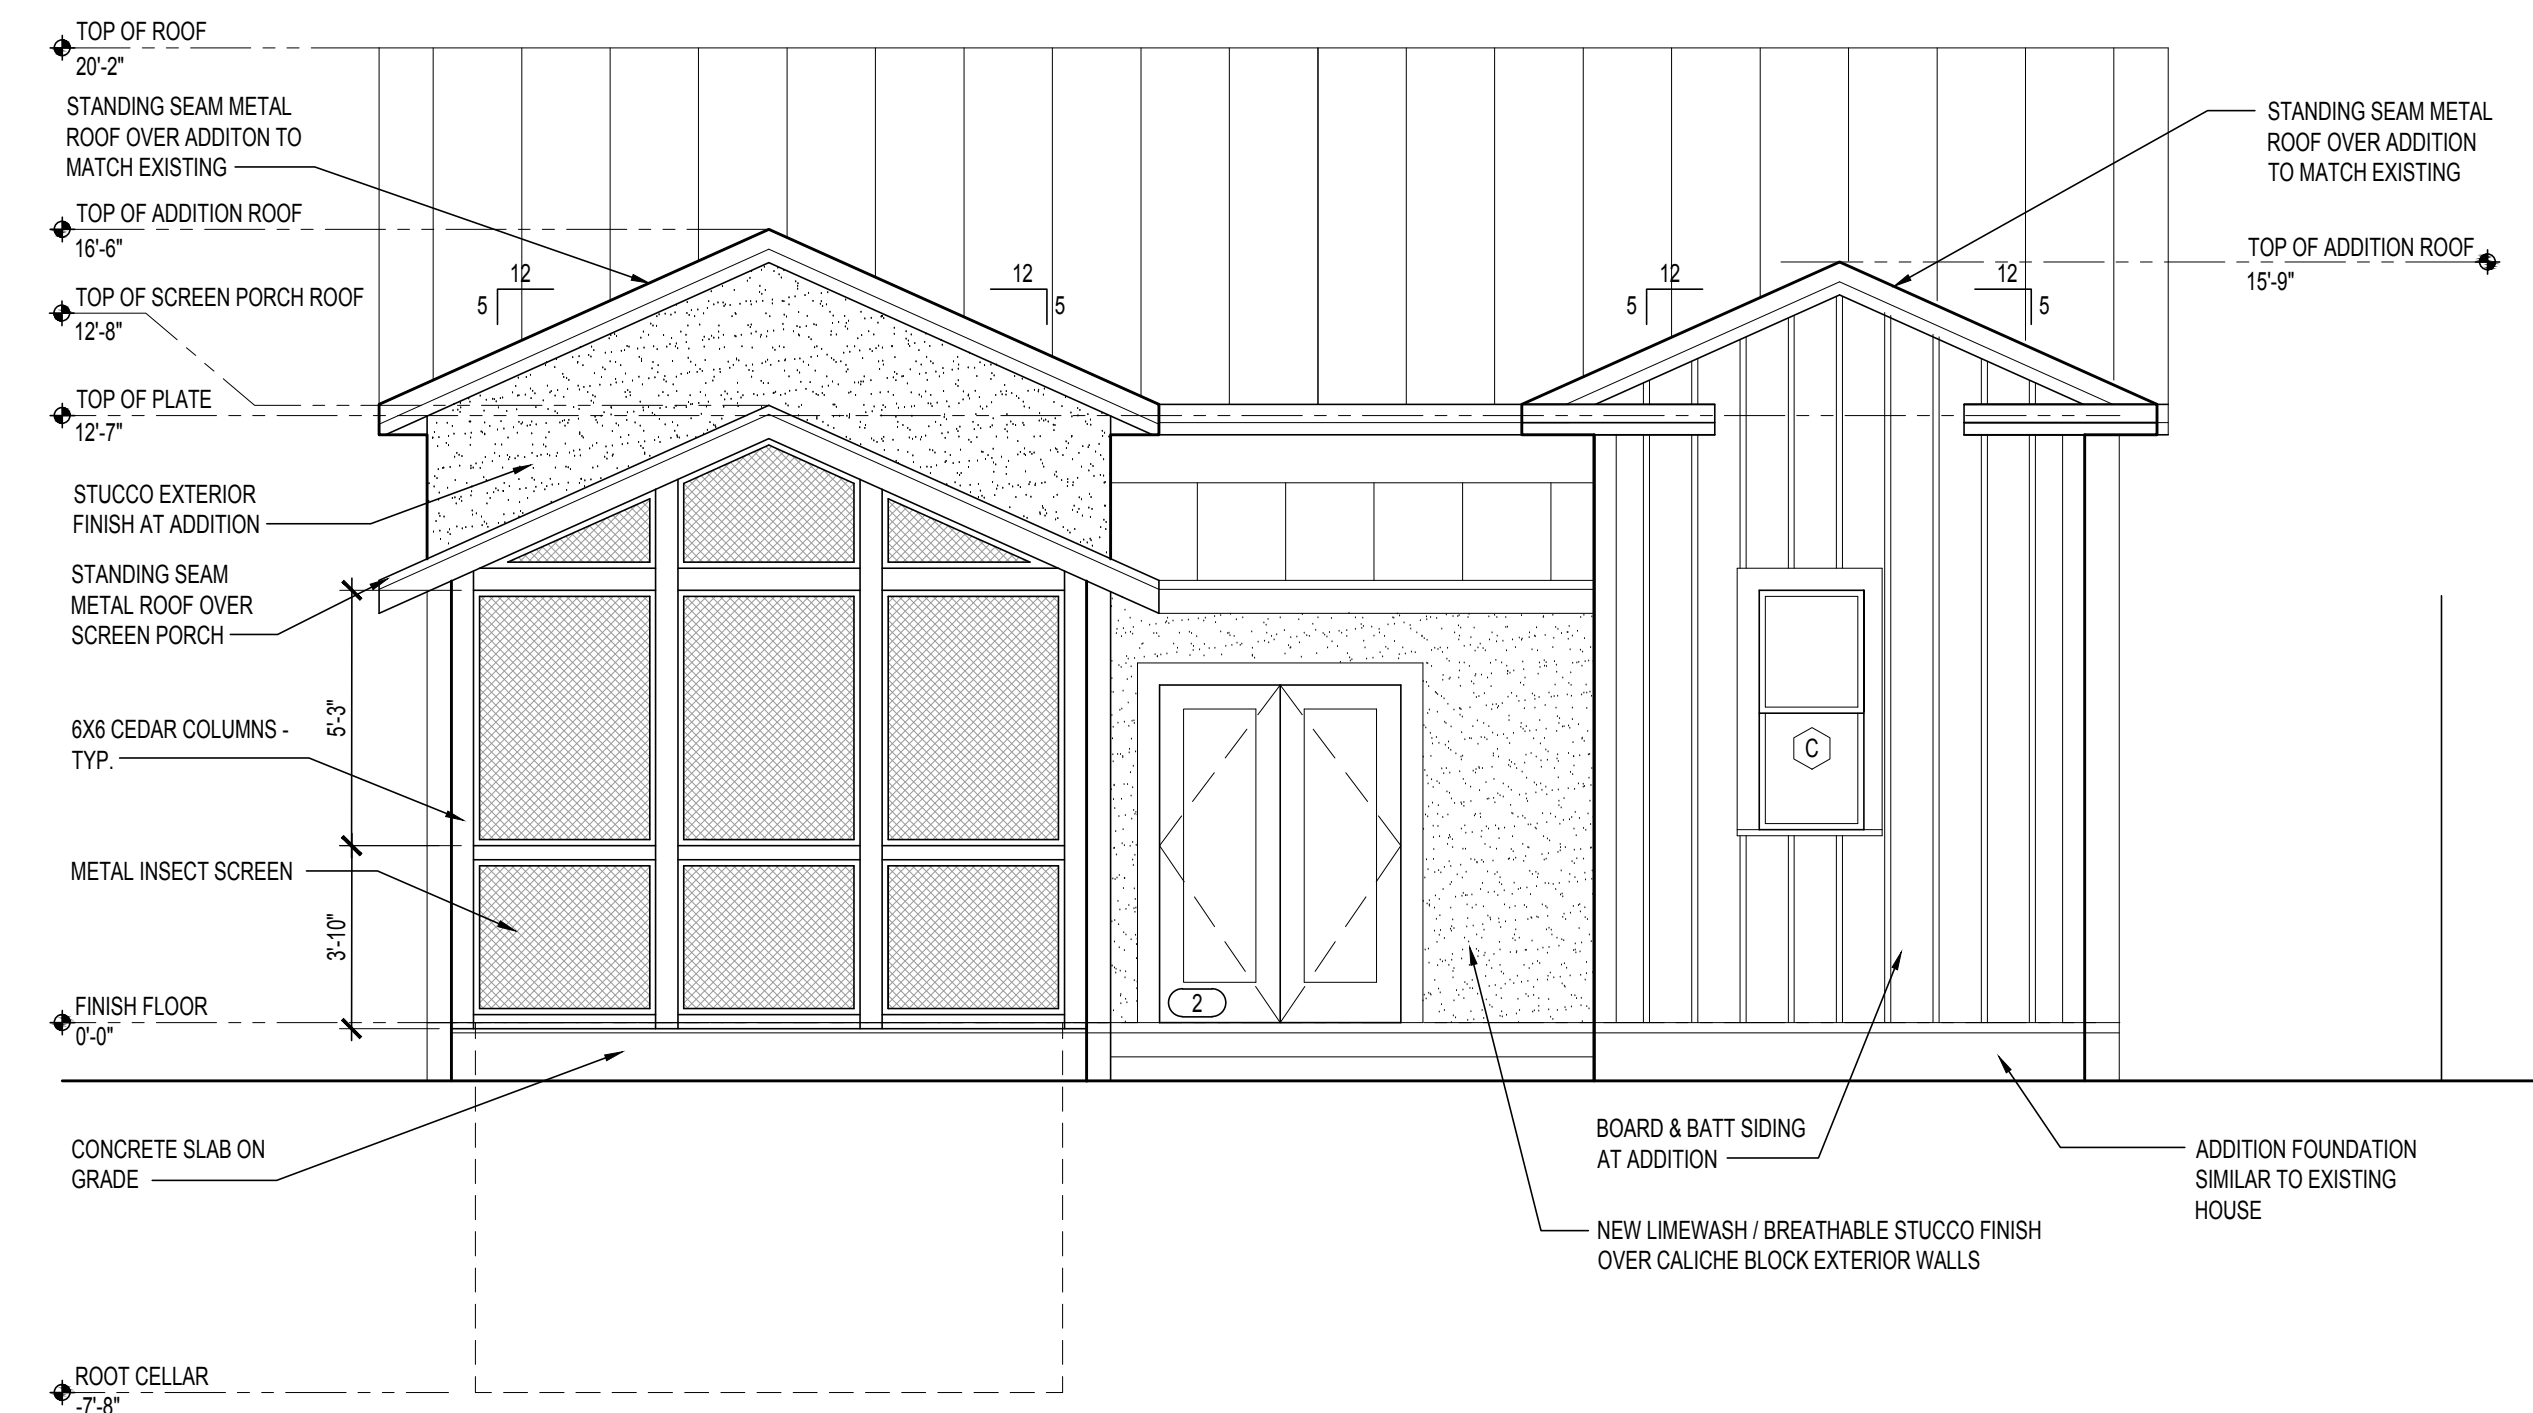 TOP OF ROOF
20'-2"
STANDING SEAM METAL
ROOF OVER ADDITON TO
MATCH EXISTING
TOP OF ADDITION ROOF
16'-6"
TOP OF SCREEN PORCH ROOF
12'-8"
TOP OF PLATE
12'-7"
STUCCO EXTERIOR
FINISH AT ADDITION
STANDING SEAM
METAL ROOF OVER
SCREEN PORCH
5'-3"
6X6 CEDAR COLUMNS -
TYP.
METAL INSECT SCREEN
3'-10"
FINISH FLOOR
0'-0"
CONCRETE SLAB ON
GRADE
ROOT CELLAR
-7'-8"
12
5
12
5
12
5
12
5
STANDING SEAM METAL
ROOF OVER ADDITION
TO MATCH EXISTING
TOP OF ADDITION ROOF
15'-9"
C
2
BOARD & BATT SIDING
AT ADDITION
NEW LIMEWASH / BREATHABLE STUCCO FINISH
OVER CALICHE BLOCK EXTERIOR WALLS
ADDITION FOUNDATION
SIMILAR TO EXISTING
HOUSE